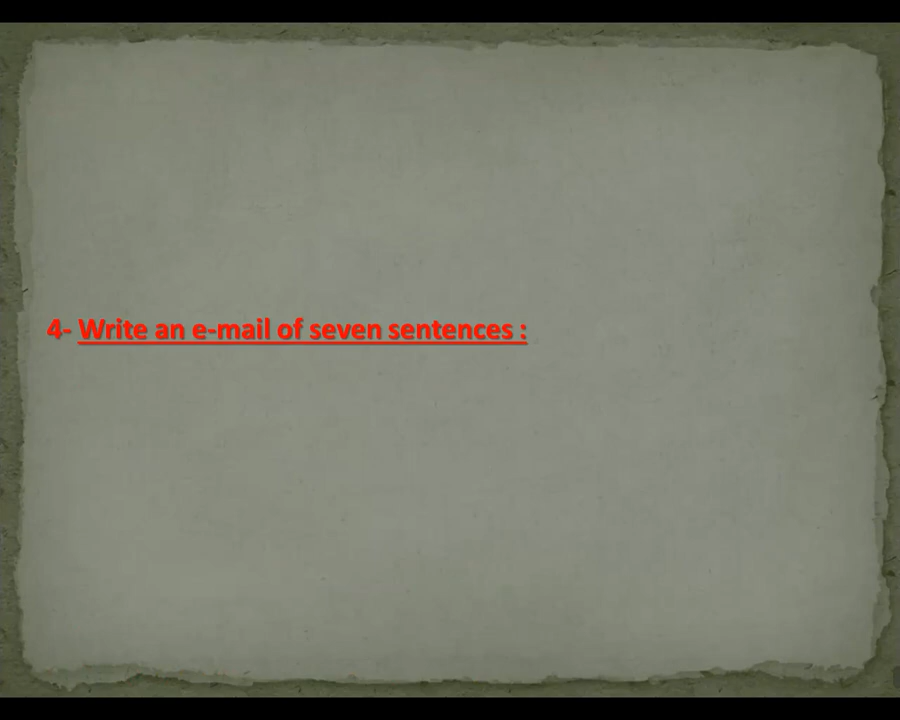 4- Write an e-mail of seven sentences :